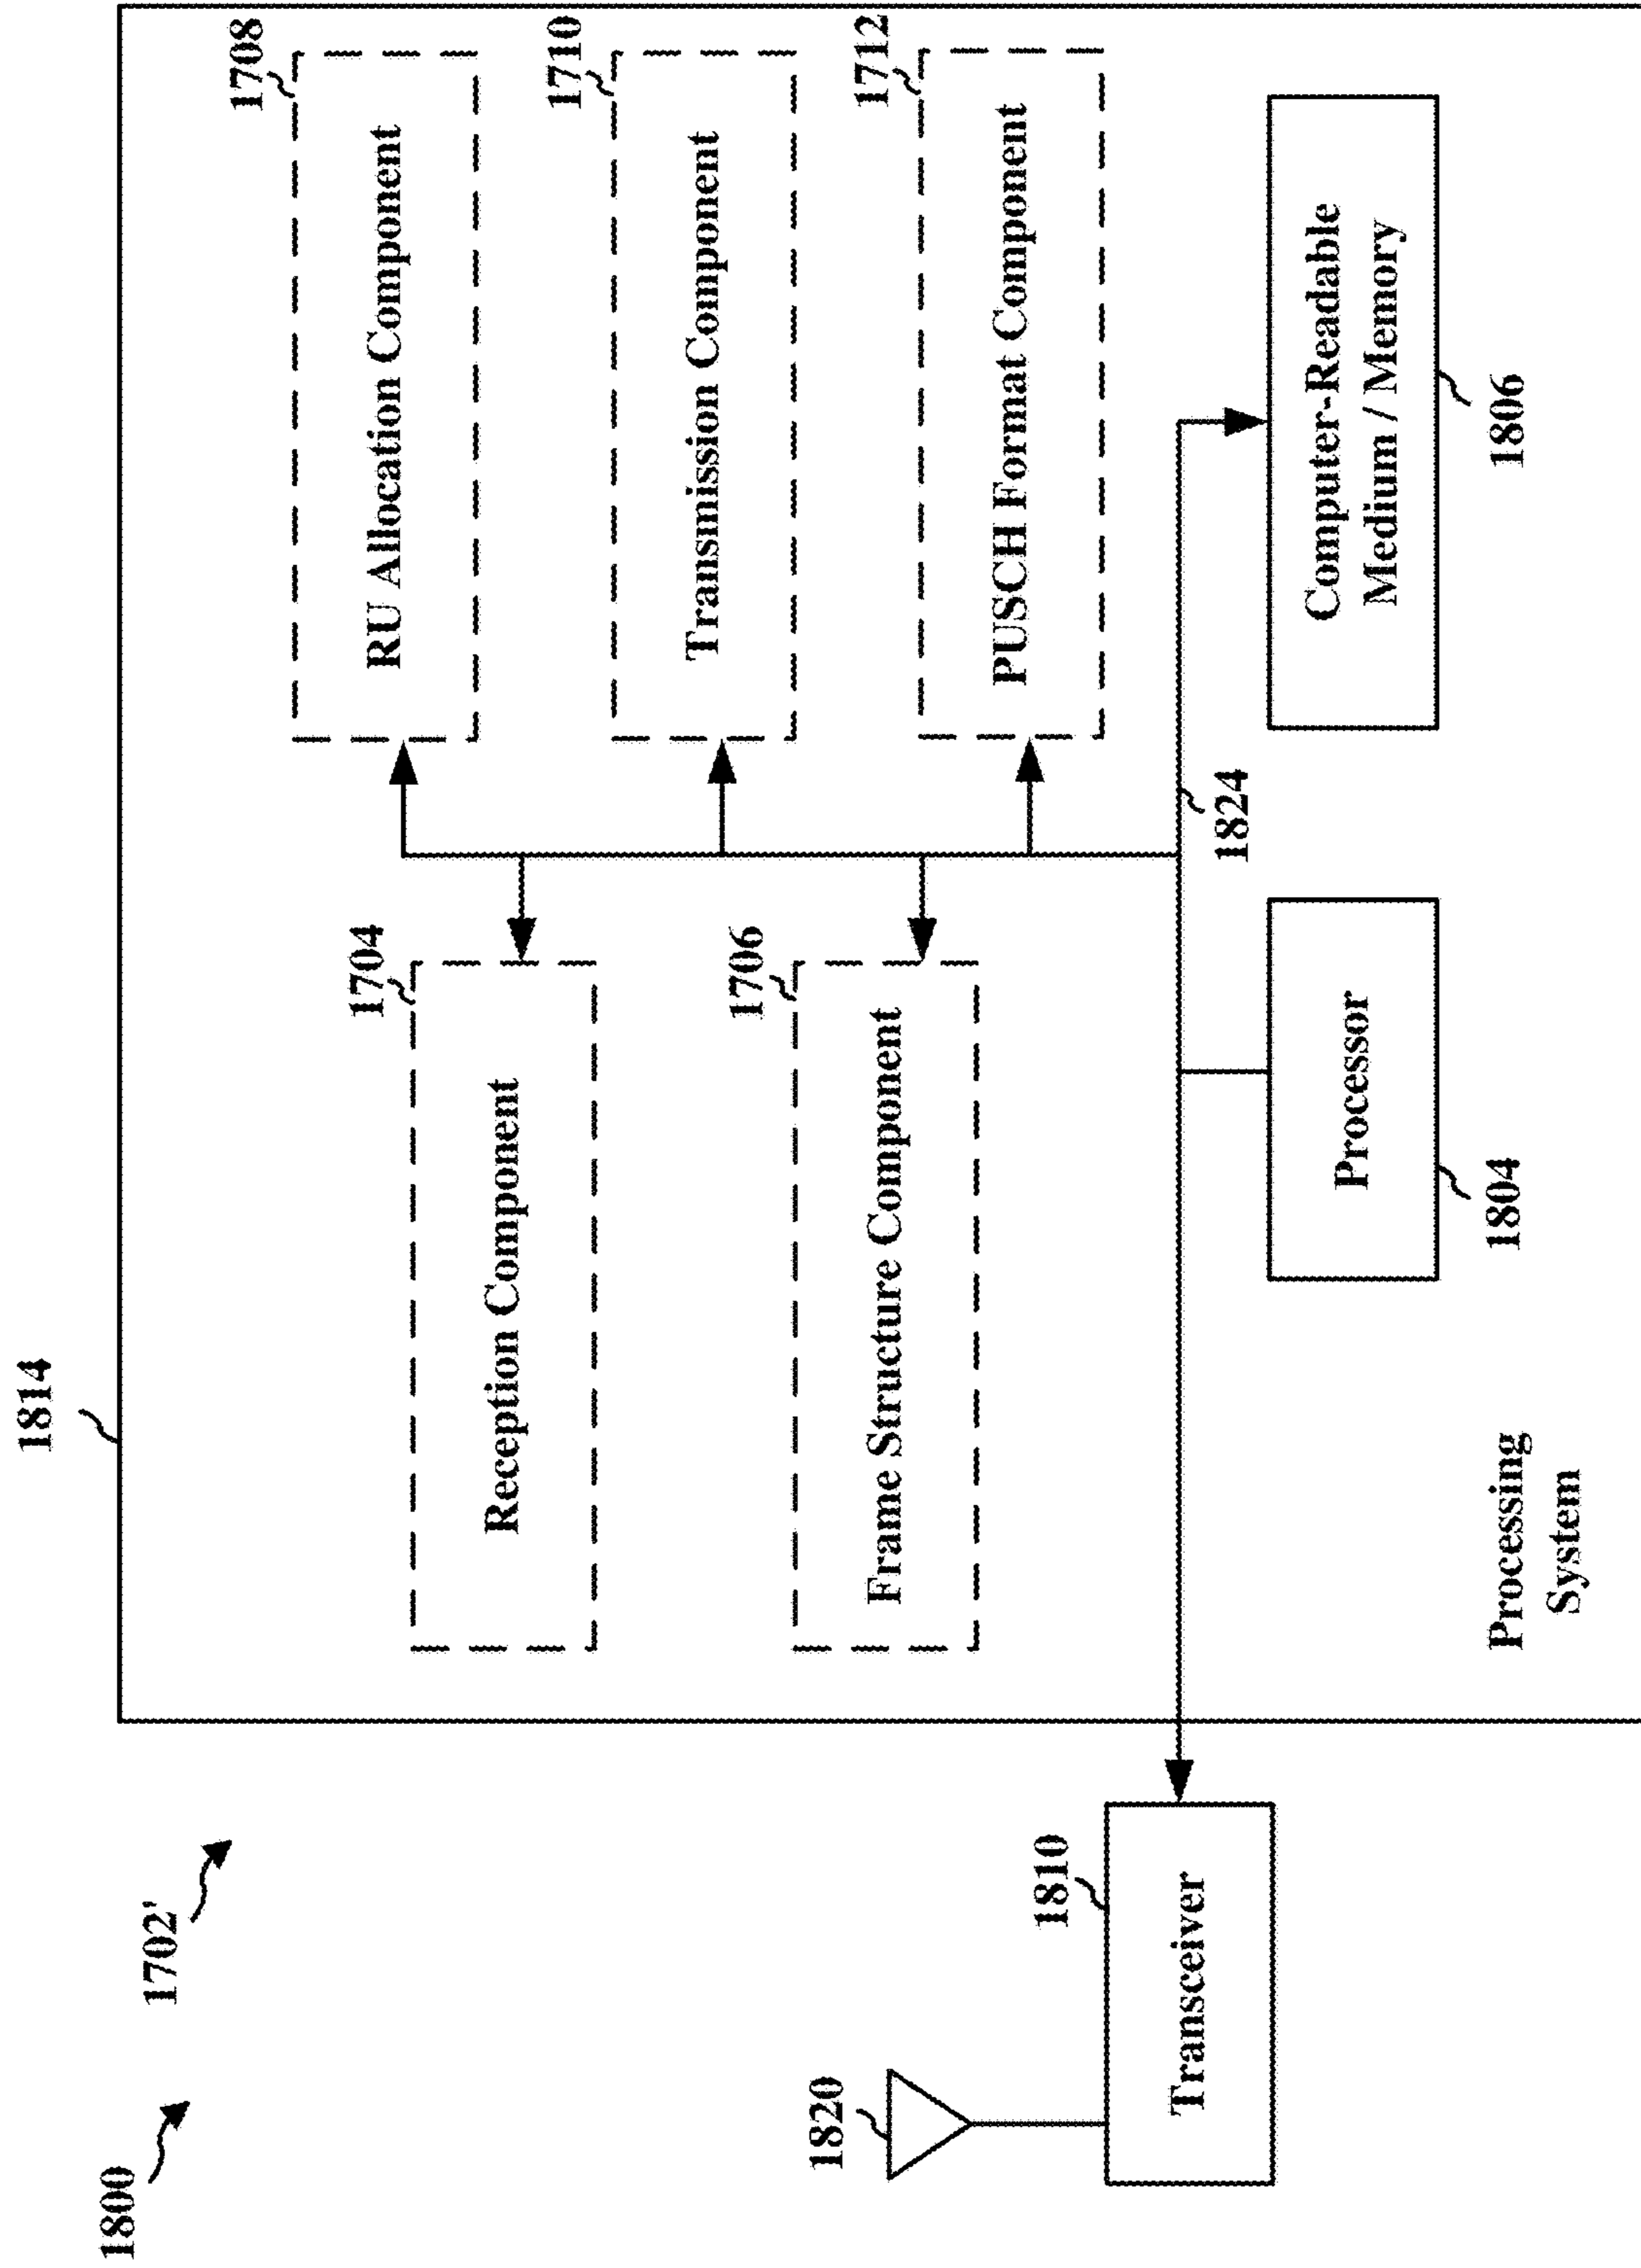 1800
1702'
1814
1704
Reception Component
1706
Frame Structure Component
1708
RU Allocation Component
1710
Transmission Component
1712
PUSCH Format Component
1820
1810
Transceiver
1824
Processor
1804
Computer-Readable
Medium / Memory
1806
Processing
System